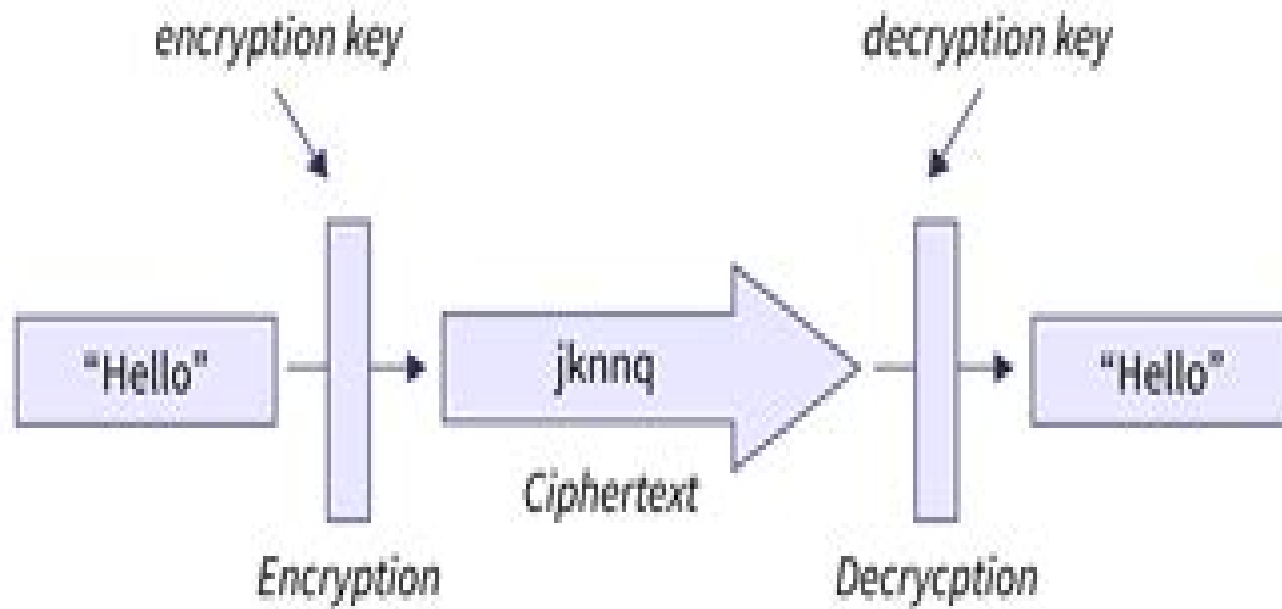 encryption key
decryption key
“Hello”
jknnq
“Hello”
Ciphertext
Encryption
Decrycption